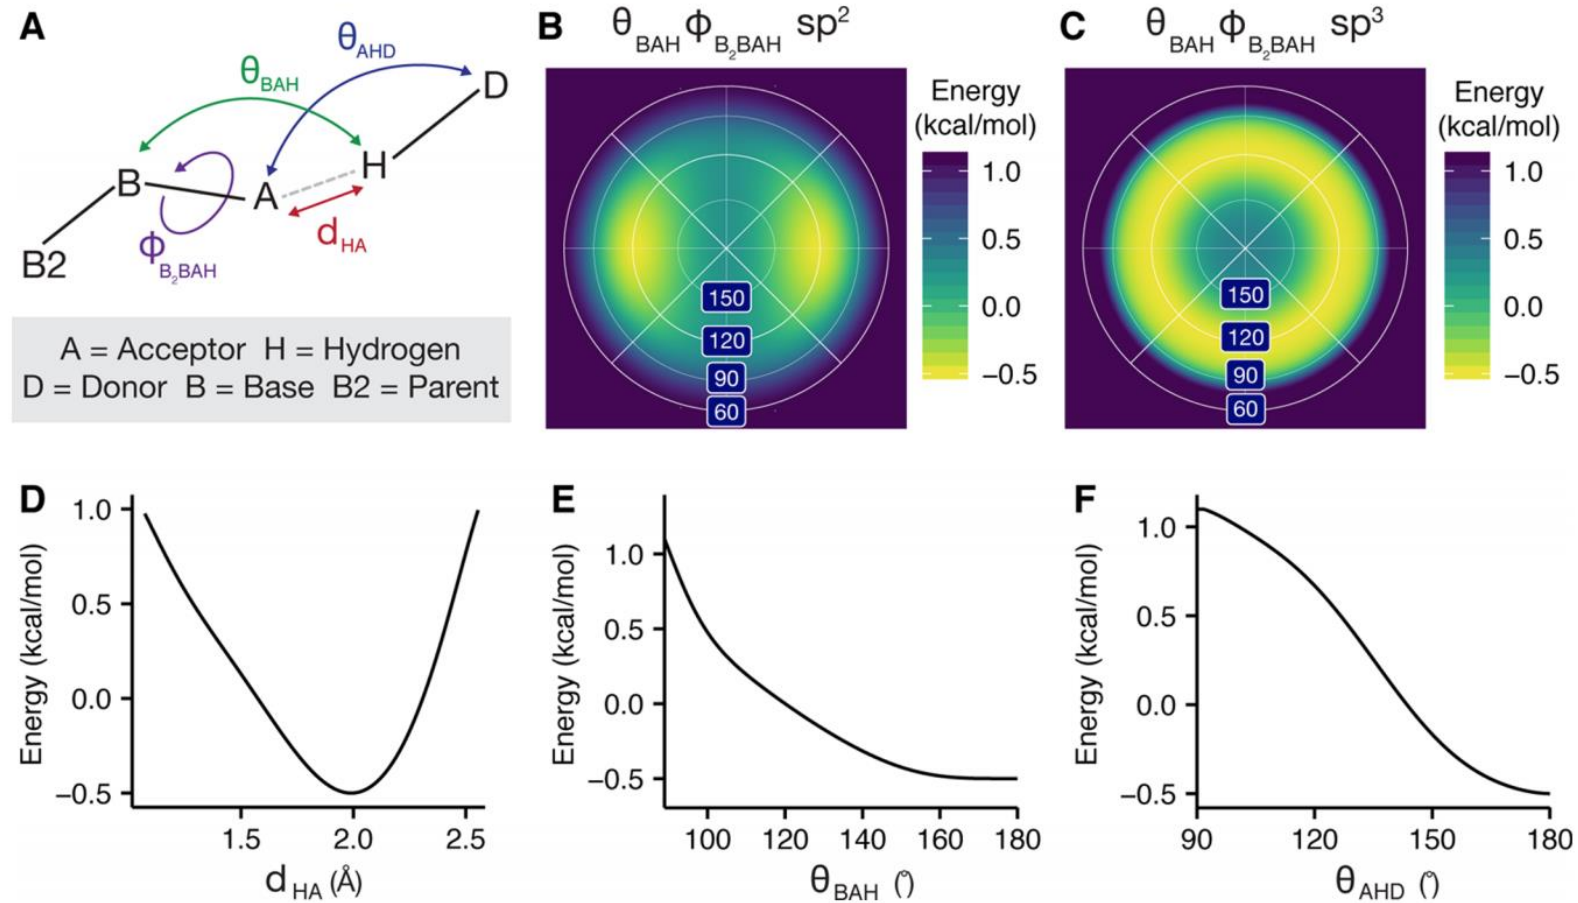 A
θAHD
θBAH
D
H
B
A
dHA
ϕB2BAH
B2
A = Acceptor H = Hydrogen
D = Donor B = Base B2 = Parent
B
θBAH ϕB2BAH sp²
150
120
90
60
Energy
(kcal/mol)
1.0
0.5
0.0
−0.5
C
θBAH ϕB2BAH sp³
150
120
90
60
Energy
(kcal/mol)
1.0
0.5
0.0
−0.5
D
Energy (kcal/mol)
1.0
0.5
0.0
−0.5
1.5 2.0 2.5
dHA (Å)
E
Energy (kcal/mol)
1.0
0.5
0.0
−0.5
100 120 140 160 180
θBAH (°)
F
Energy (kcal/mol)
1.0
0.5
0.0
−0.5
90 120 150 180
θAHD (°)